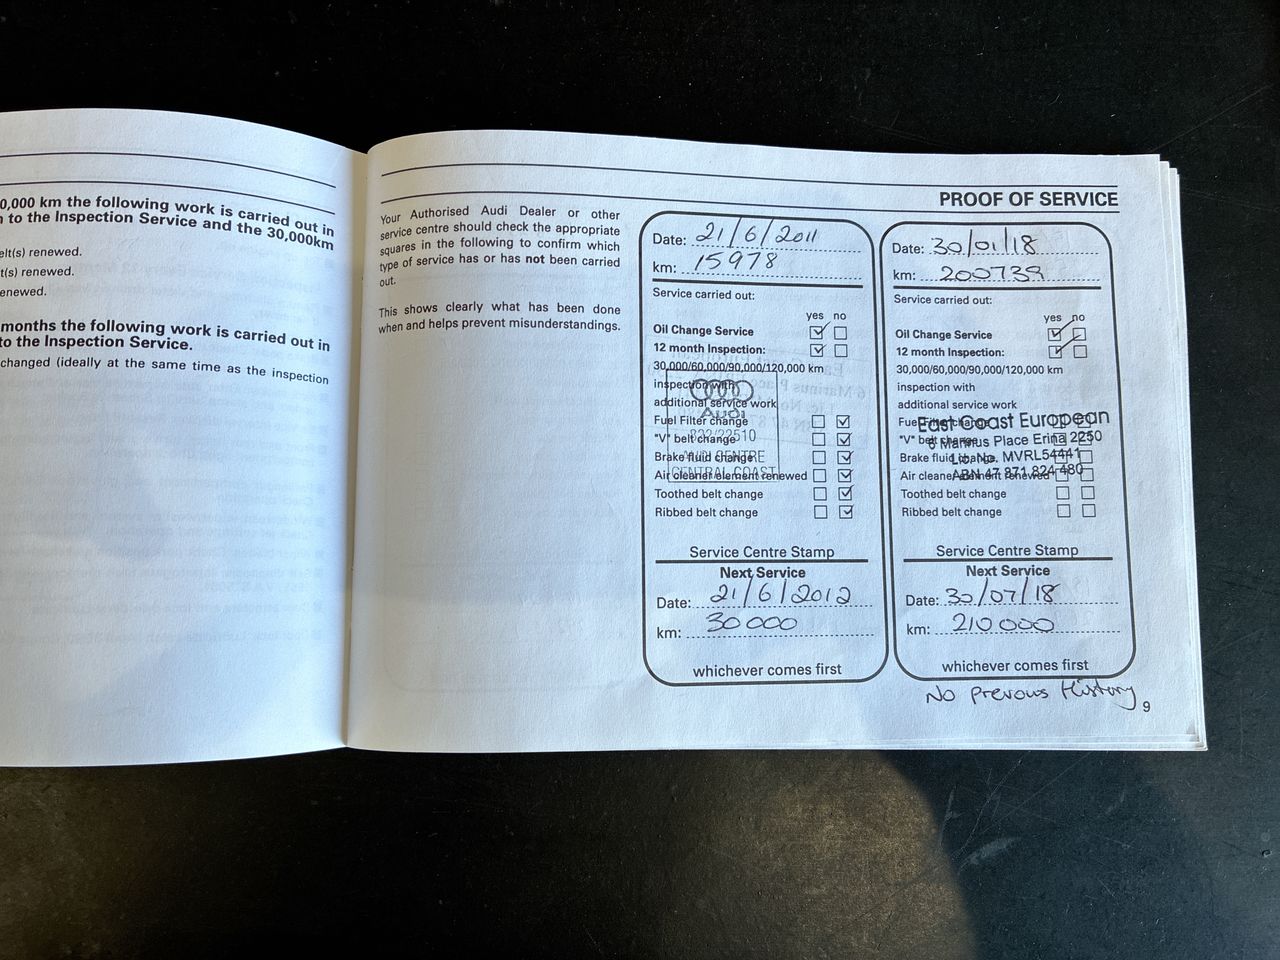 0,000 km the following work is carried out in
n to the Inspection Service and the 30,000km
elt(s) renewed.
t(s) renewed.
enewed.
months the following work is carried out in
to the Inspection Service.
changed (ideally at the same time as the inspection
PROOF OF SERVICE
Your Authorised Audi Dealer or other
service centre should check the appropriate
squares in the following to confirm which
type of service has or has not been carried
out.
This shows clearly what has been done
when and helps prevent misunderstandings.
Date: 21/6/2011
km: 15978
Service carried out:
yes no
Oil Change Service
12 month Inspection:
30,000/60,000/90,000/120,000 km
inspection with
additional service work
Fuel Filter change
"V" belt change
Brake fluid change
Air cleaner element renewed
Toothed belt change
Ribbed belt change
Audi
AUDI CENTRE
CENTRAL COAST
Service Centre Stamp
Next Service
Date: 21/6/2012
km: 30000
whichever comes first
Date: 30/01/18
km: 200739
Service carried out:
yes no
Oil Change Service
12 month Inspection:
30,000/60,000/90,000/120,000 km
inspection with
additional service work
Fuel Filter change
"V" belt change
Brake fluid change
Air cleaner element renewed
Toothed belt change
Ribbed belt change
East Coast European
6 Marinus Place Erina 2250
Lic. No. MVRL54441
ABN 47 871 824 480
Service Centre Stamp
Next Service
Date: 30/07/18
km: 210000
whichever comes first
No prevous History
9